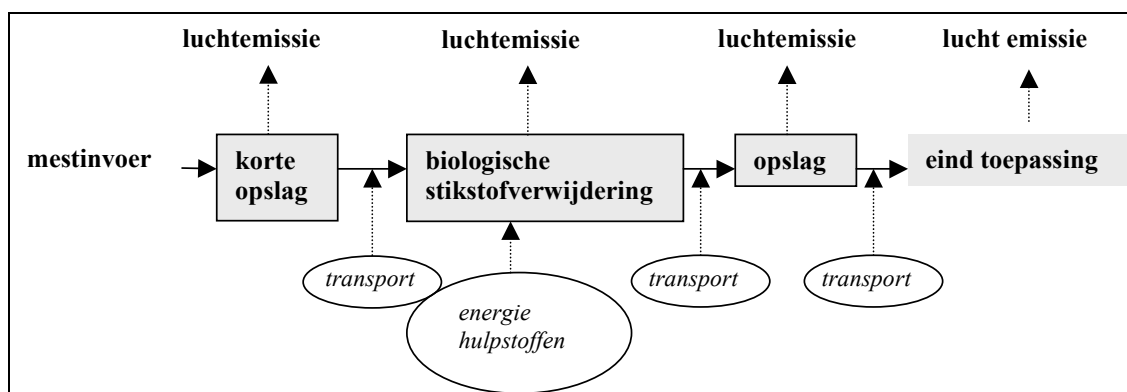 luchtemissie
luchtemissie
luchtemissie
lucht emissie
mestinvoer
korte
opslag
biologische
stikstofverwijdering
opslag
eind toepassing
transport
energie
hulpstoffen
transport
transport